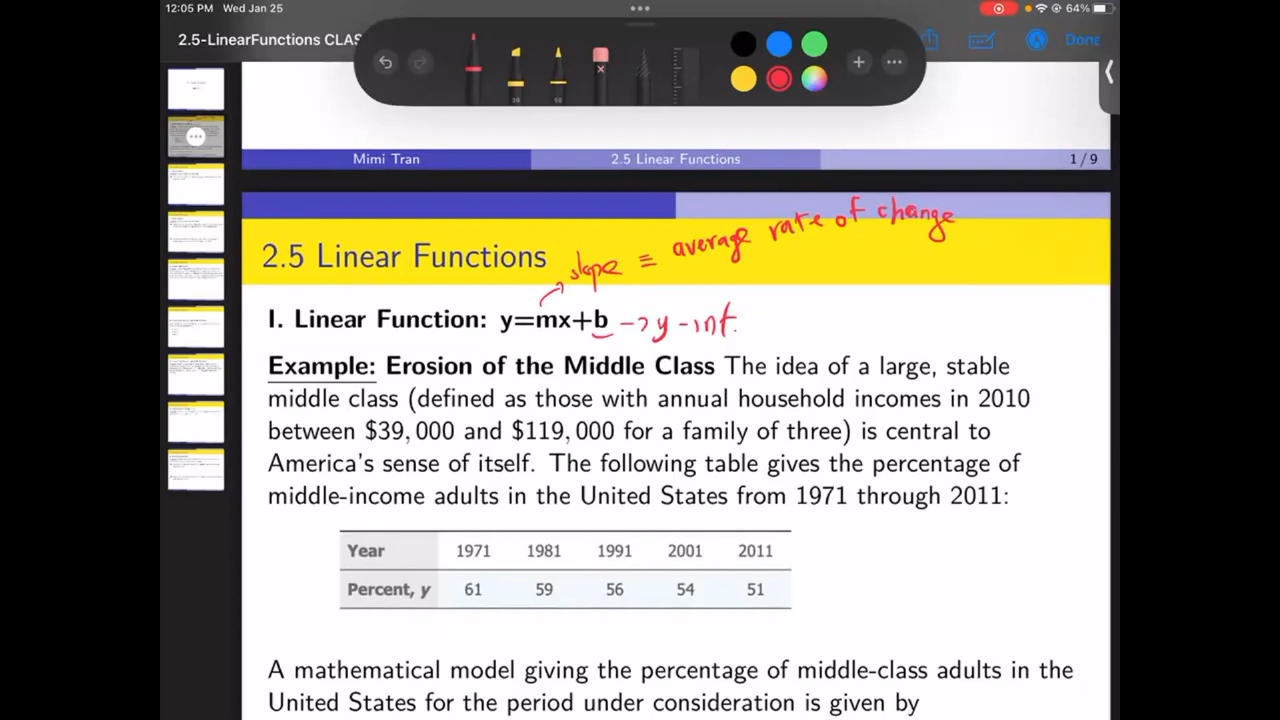 12:05 PM Wed Jan 25
64%
2.5-LinearFunctions CLAS
Done
Mimi Tran
2.5 Linear Functions
1 / 9
slope ≡ average rate of change
2.5 Linear Functions
I. Linear Function: y=mx+b → y-int.
Example: Erosion of the Middle Class The idea of a large, stable
middle class (defined as those with annual household incomes in 2010
between $39,000 and $119,000 for a family of three) is central to
America's sense of itself. The following table gives the percentage of
middle-income adults in the United States from 1971 through 2011:
Year 1971 1981 1991 2001 2011
Percent, y 61 59 56 54 51
A mathematical model giving the percentage of middle-class adults in the
United States for the period under consideration is given by